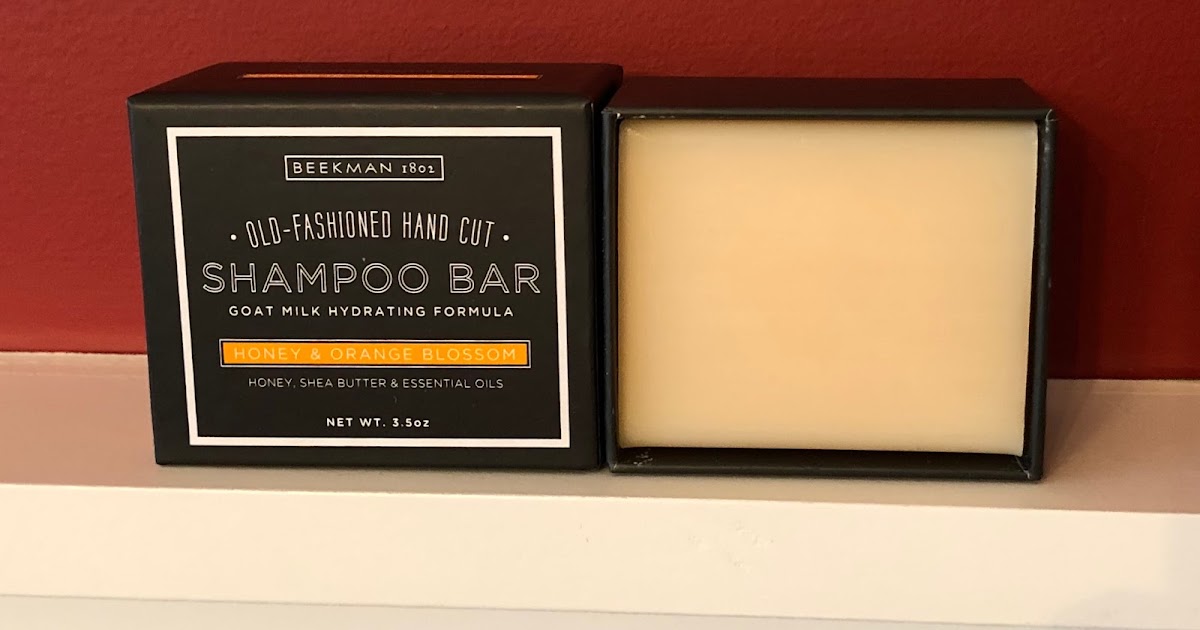 BEEKMAN 1802
• OLD-FASHIONED HAND CUT •
SHAMPOO BAR
GOAT MILK HYDRATING FORMULA
HONEY & ORANGE BLOSSOM
HONEY, SHEA BUTTER & ESSENTIAL OILS
NET WT. 3.5oz